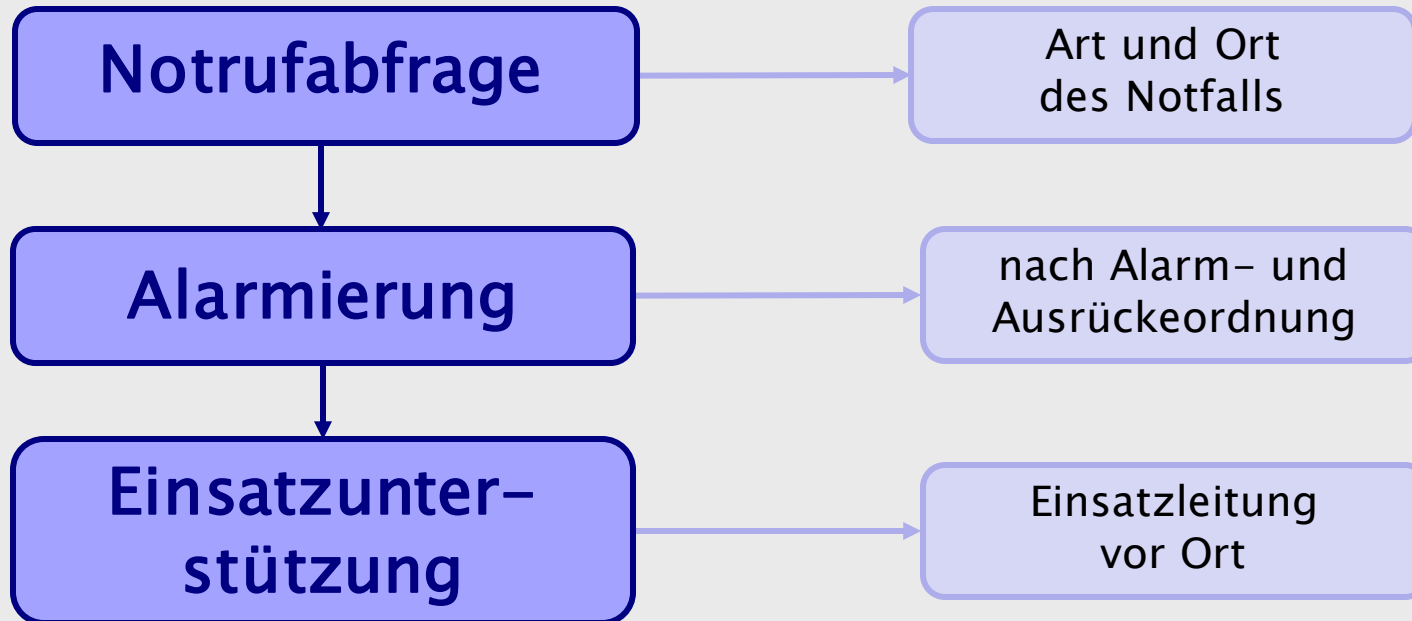 Notrufabfrage
Art und Ort
des Notfalls
Alarmierung
nach Alarm- und
Ausrückeordnung
Einsatzunter-
stützung
Einsatzleitung
vor Ort